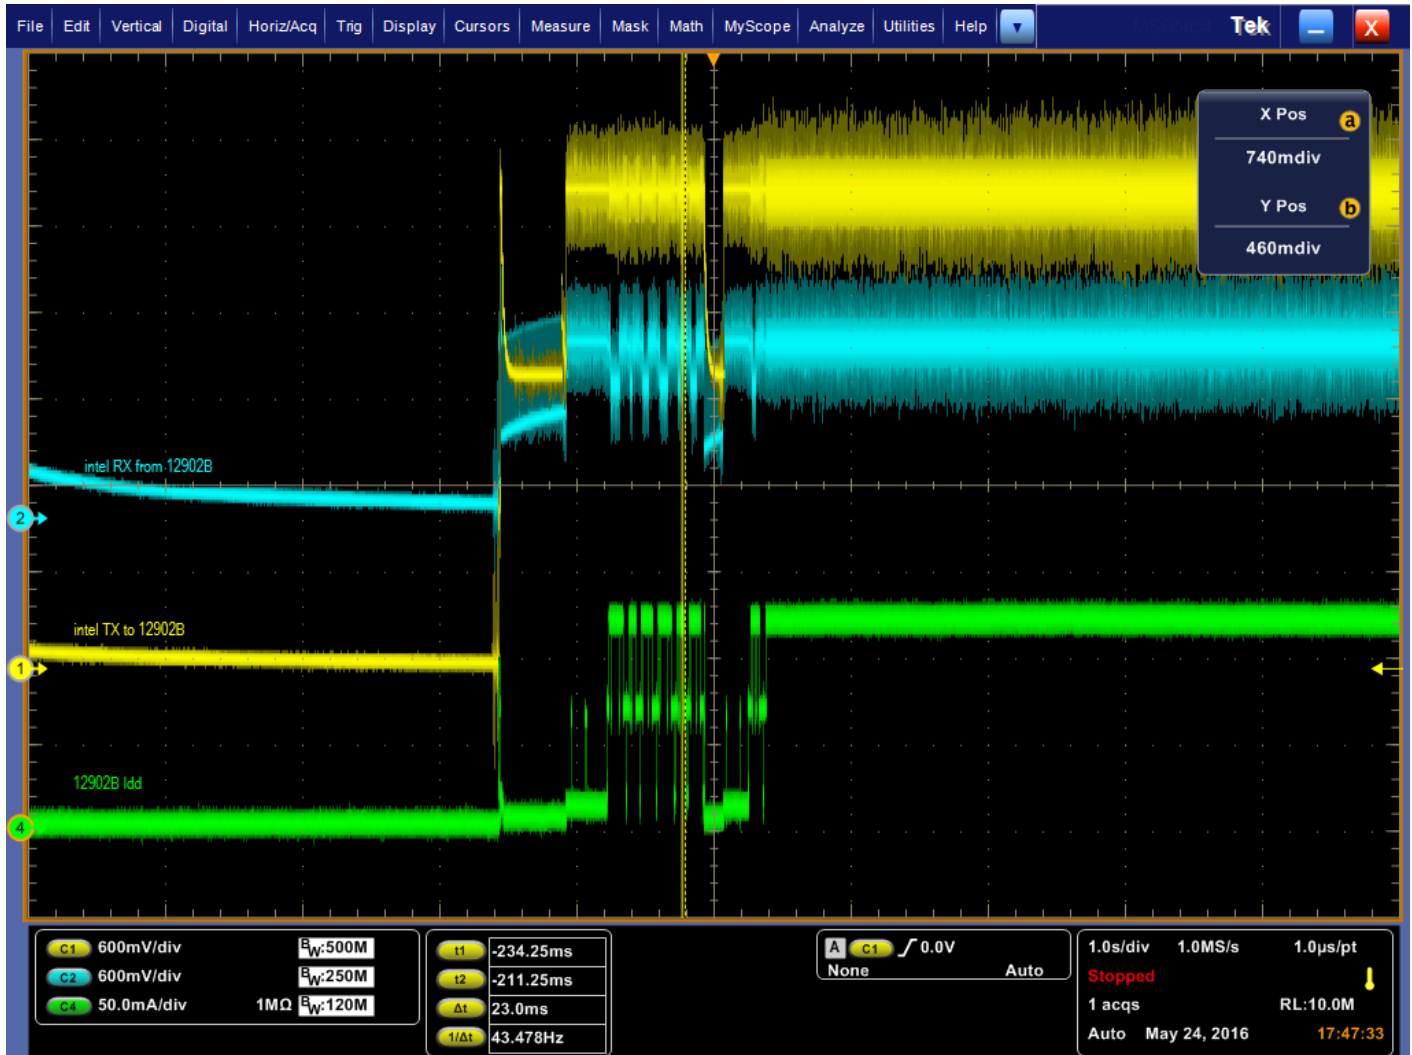 File Edit Vertical Digital Horiz/Acq Trig Display Cursors Measure Mask Math MyScope Analyze Utilities Help Tek X
X Pos a
740mdiv
Y Pos b
460mdiv
intel RX from 12902B
2
intel TX to 12902B
1
12902B Idd
4
C1 600mV/div BW:500M
C2 600mV/div BW:250M
C4 50.0mA/div 1MΩ BW:120M
t1 -234.25ms
t2 -211.25ms
Δt 23.0ms
1/Δt 43.478Hz
A C1 0.0V
None Auto
1.0s/div 1.0MS/s 1.0µs/pt
Stopped
1 acqs RL:10.0M
Auto May 24, 2016 17:47:33